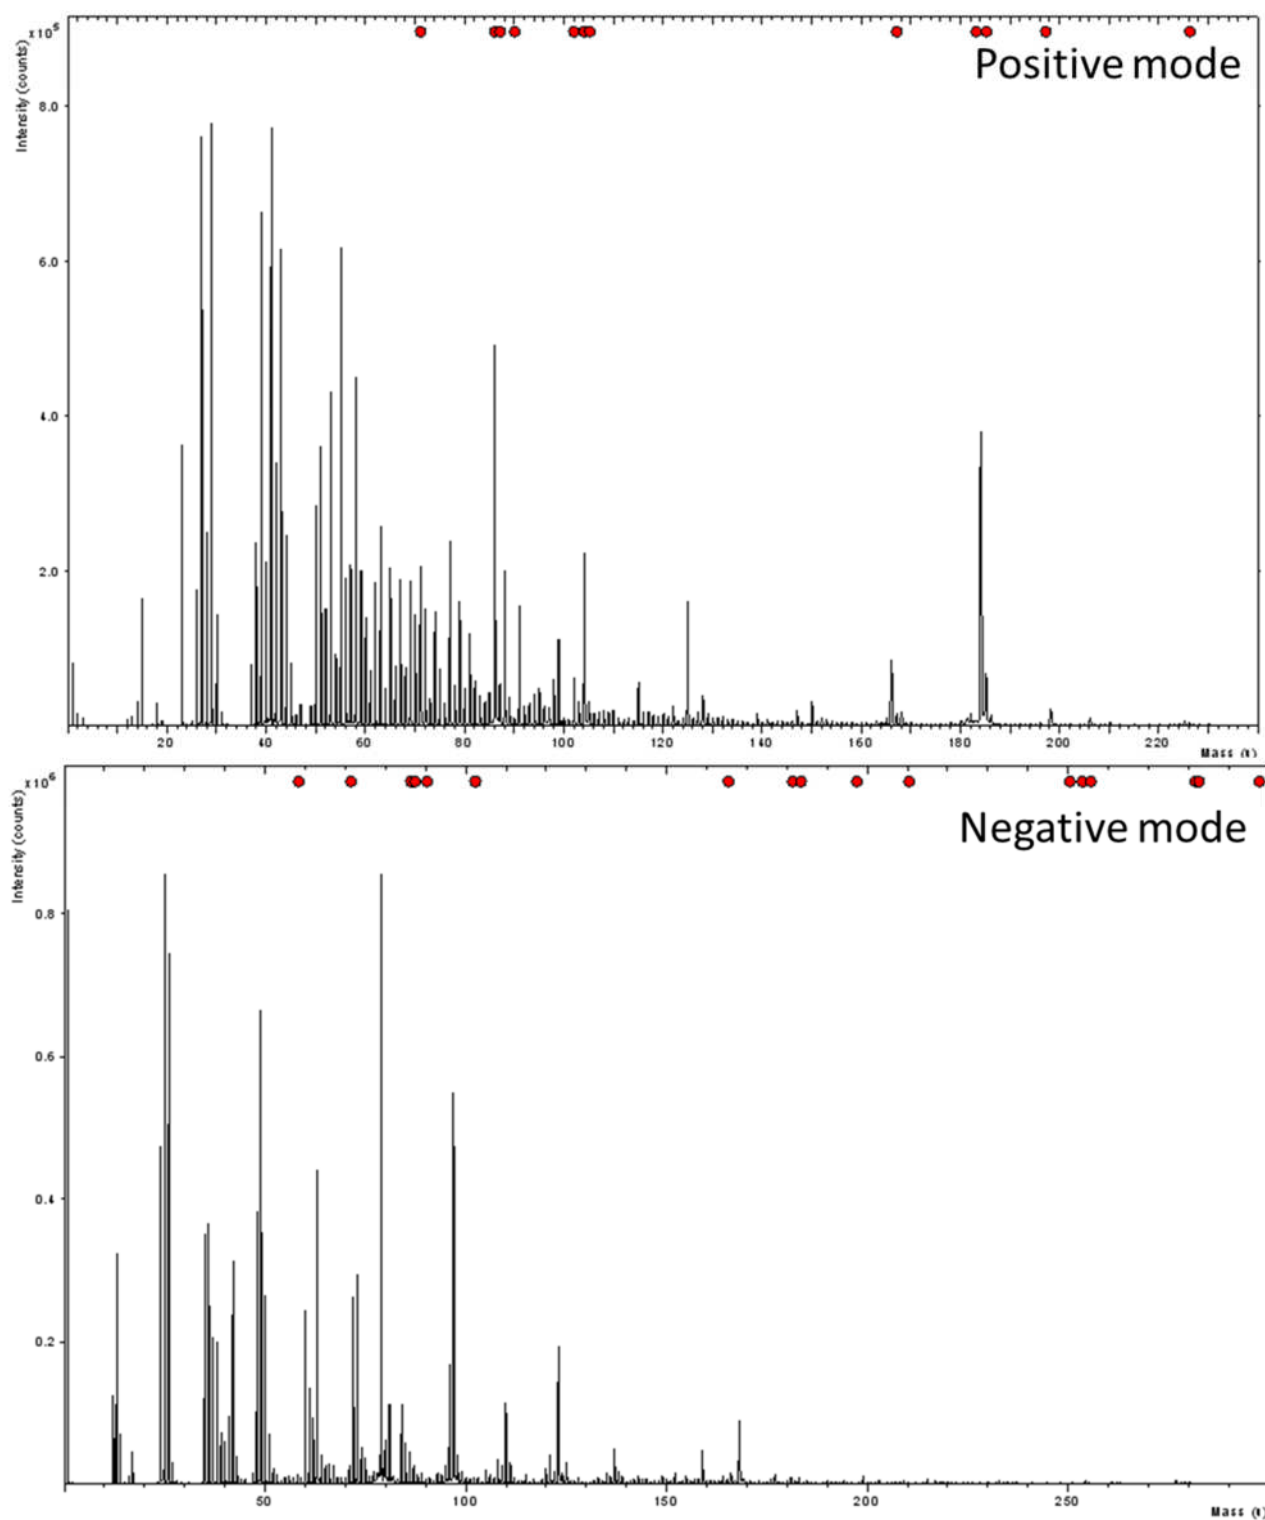 x10⁵
Positive mode
Intensity (counts)
8.0
6.0
4.0
2.0
20 40 60 80 100 120 140 160 180 200 220
Mass (u)
x10⁶
Negative mode
Intensity (counts)
0.8
0.6
0.4
0.2
50 100 150 200 250
Mass (u)